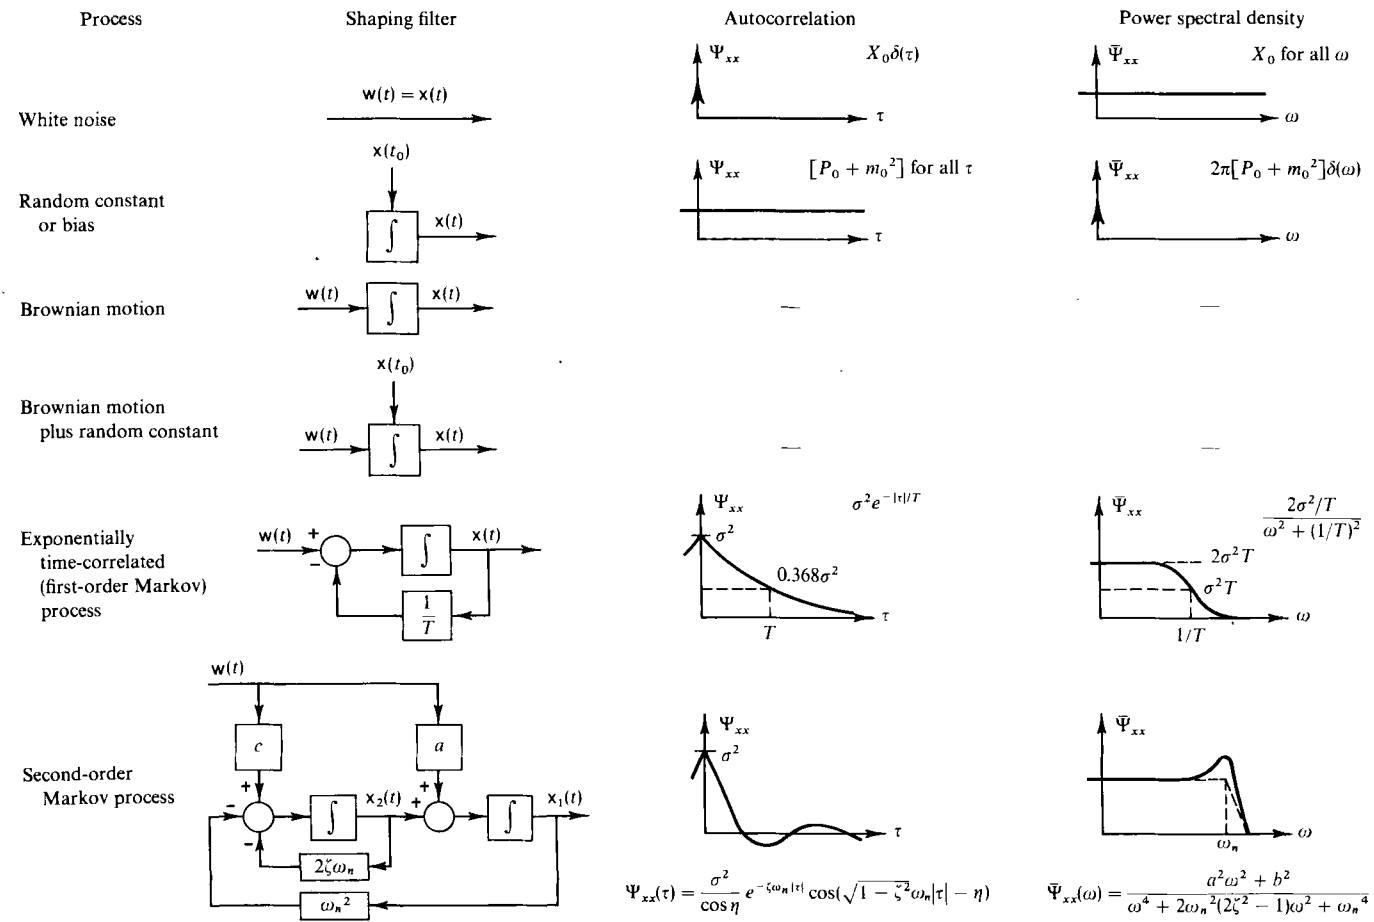 Process Shaping filter Autocorrelation Power spectral density
White noise
w(t) = x(t)
Ψxx X₀δ(τ)
τ
Ψ̄xx X₀ for all ω
ω
Random constant
or bias
x(t₀)
∫ x(t)
Ψxx [P₀ + m₀²] for all τ
τ
Ψ̄xx 2π[P₀ + m₀²]δ(ω)
ω
Brownian motion
w(t) ∫ x(t)
—
—
Brownian motion
plus random constant
x(t₀)
w(t) ∫ x(t)
—
—
Exponentially
time-correlated
(first-order Markov)
process
w(t) + − ∫ x(t)
1/T
Ψxx σ²e^{−|τ|/T}
σ²
0.368σ²
T
τ
Ψ̄xx (2σ²/T)/(ω² + (1/T)²)
2σ²T
σ²T
1/T
ω
Second-order
Markov process
w(t)
c a
− + − ∫ x₂(t) + + ∫ x₁(t)
2ζωn
ωn²
Ψxx
σ²
τ
Ψxx(τ) = (σ²/cos η) e^{−ζωn|τ|} cos(√(1 − ζ²)ωn|τ| − η)
Ψ̄xx
ωn
ω
Ψ̄xx(ω) = (a²ω² + b²)/(ω⁴ + 2ωn²(2ζ² − 1)ω² + ωn⁴)